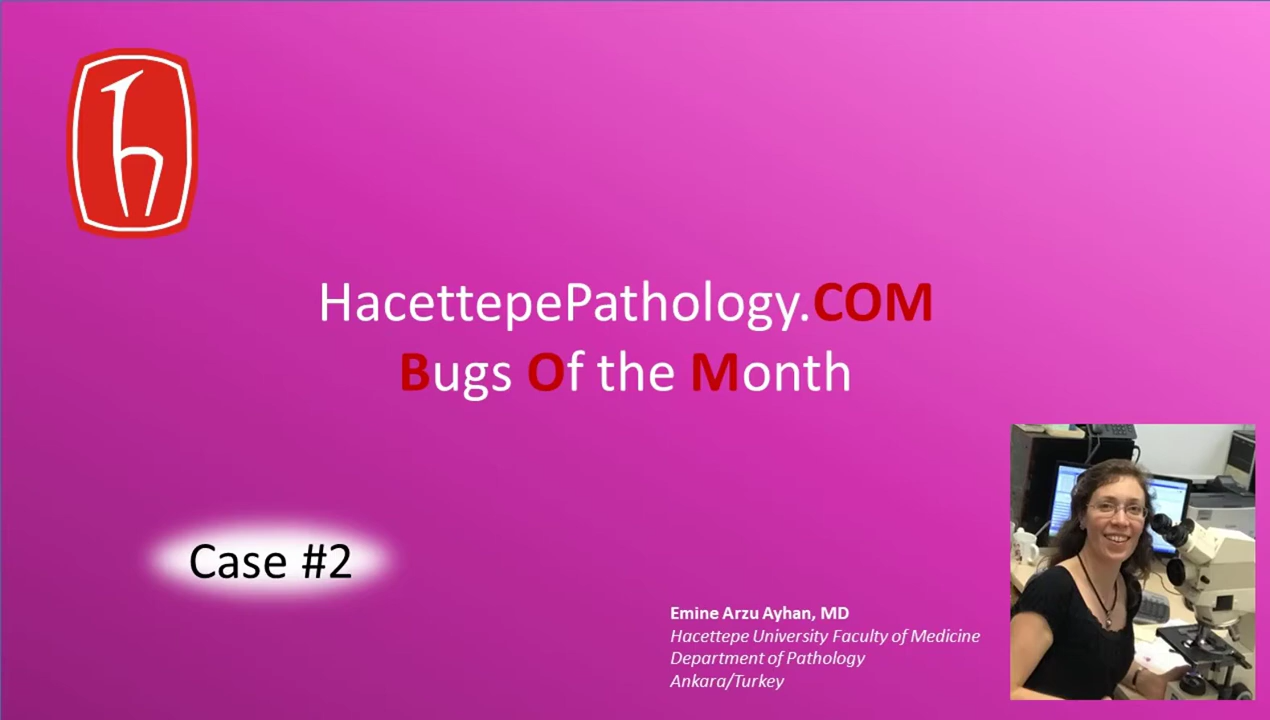 HacettepePathology.COM
Bugs Of the Month
Case #2
Emine Arzu Ayhan, MD
Hacettepe University Faculty of Medicine
Department of Pathology
Ankara/Turkey